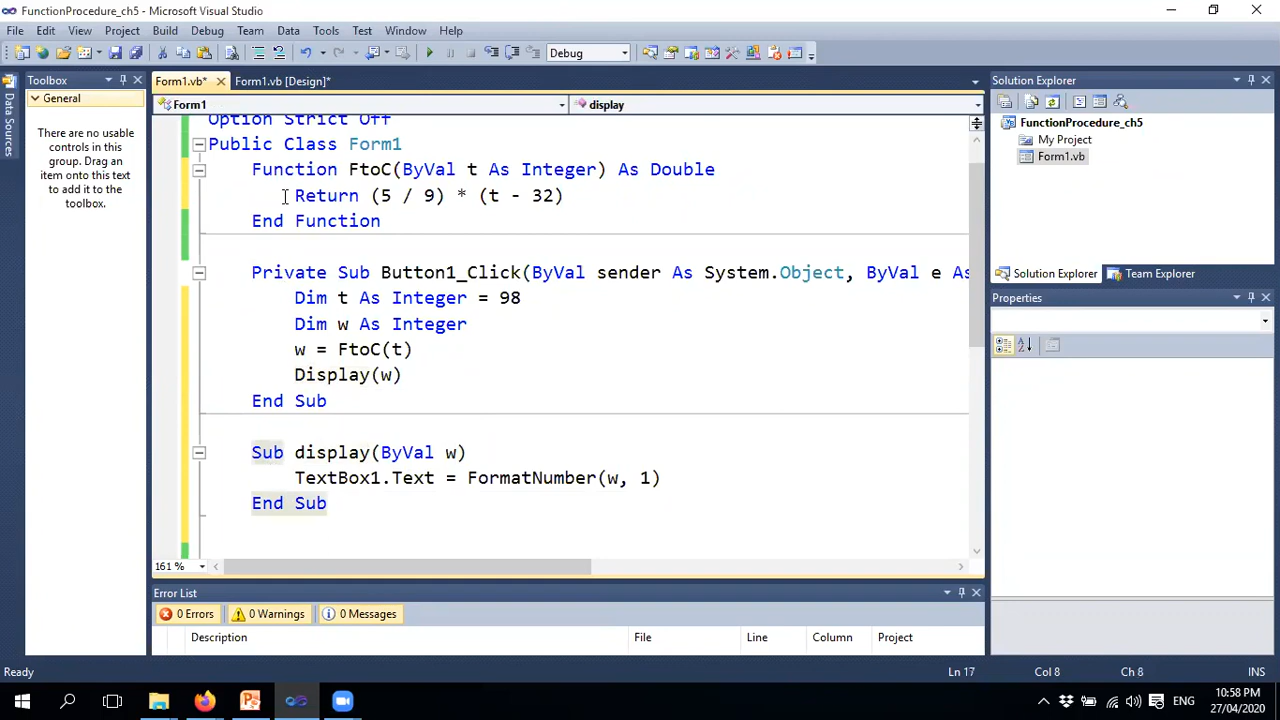 FunctionProcedure_ch5 - Microsoft Visual Studio
File Edit View Project Build Debug Team Data Tools Test Window Help
Debug
Data Sources
Toolbox
General
There are no usable
controls in this
group. Drag an
item onto this text
to add it to the
toolbox.
Form1.vb* Form1.vb [Design]*
Form1 display
Option Strict Off
Public Class Form1
Function FtoC(ByVal t As Integer) As Double
Return (5 / 9) * (t - 32)
End Function
Private Sub Button1_Click(ByVal sender As System.Object, ByVal e As
Dim t As Integer = 98
Dim w As Integer
w = FtoC(t)
Display(w)
End Sub
Sub display(ByVal w)
TextBox1.Text = FormatNumber(w, 1)
End Sub
161 %
Error List
0 Errors 0 Warnings 0 Messages
Description File Line Column Project
Solution Explorer
FunctionProcedure_ch5
My Project
Form1.vb
Solution Explorer Team Explorer
Properties
Ready Ln 17 Col 8 Ch 8 INS
ENG
10:58 PM
27/04/2020